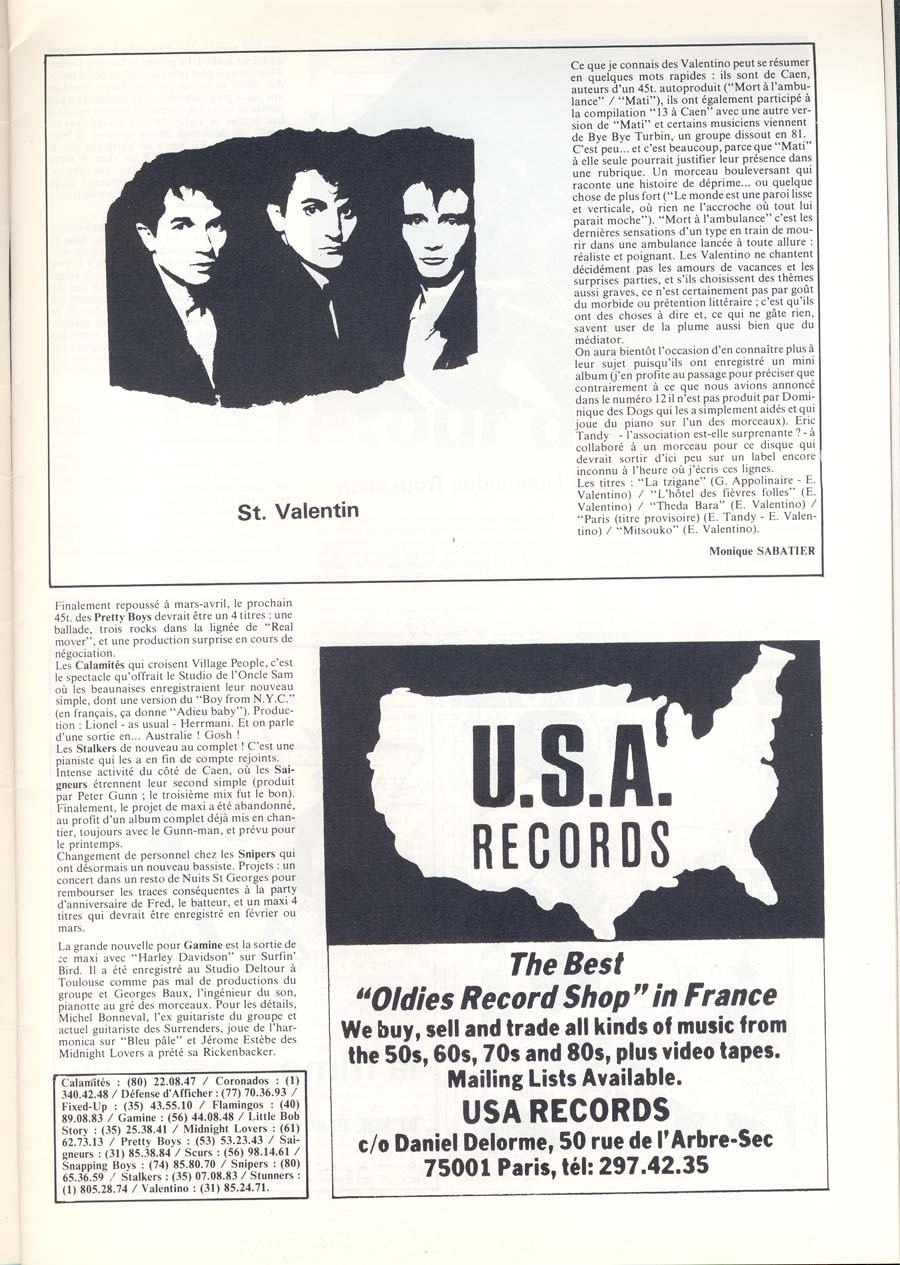 Ce que je connais des Valentino peut se résumer
en quelques mots rapides : ils sont de Caen,
auteurs d'un 45t. autoproduit ("Mort à l'ambu-
lance" / "Mati"), ils ont également participé à
la compilation "13 à Caen" avec une autre ver-
sion de "Mati" et certains musiciens viennent
de Bye Bye Turbin, un groupe dissout en 81.
C'est peu... et c'est beaucoup, parce que "Mati"
à elle seule pourrait justifier leur présence dans
une rubrique. Un morceau bouleversant qui
raconte une histoire de déprime... ou quelque
chose de plus fort ("Le monde est une paroi lisse
et verticale, où rien ne l'accroche où tout lui
parait moche"). "Mort à l'ambulance" c'est les
dernières sensations d'un type en train de mou-
rir dans une ambulance lancée à toute allure :
réaliste et poignant. Les Valentino ne chantent
décidément pas les amours de vacances et les
surprises parties, et s'ils choisissent des thèmes
aussi graves, ce n'est certainement pas par goût
du morbide ou prétention littéraire ; c'est qu'ils
ont des choses à dire et, ce qui ne gâte rien,
savent user de la plume aussi bien que du
médiator.
On aura bientôt l'occasion d'en connaître plus à
leur sujet puisqu'ils ont enregistré un mini
album (j'en profite au passage pour préciser que
contrairement à ce que nous avions annoncé
dans le numéro 12 il n'est pas produit par Domi-
nique des Dogs qui les a simplement aidés et qui
joue du piano sur l'un des morceaux). Eric
Tandy - l'association est-elle surprenante ? - à
collaboré à un morceau pour ce disque qui
devrait sortir d'ici peu sur un label encore
inconnu à l'heure où j'écris ces lignes.
Les titres : "La tzigane" (G. Appolinaire - E.
Valentino) / "L'hôtel des fièvres folles" (E.
Valentino) / "Theda Bara" (E. Valentino) /
"Paris (titre provisoire) (E. Tandy - E. Valen-
tino) / "Mitsouko" (E. Valentino).
Monique SABATIER
St. Valentin
Finalement repoussé à mars-avril, le prochain
45t. des Pretty Boys devrait être un 4 titres : une
ballade, trois rocks dans la lignée de "Real
mover", et une production surprise en cours de
négociation.
Les Calamités qui croisent Village People, c'est
le spectacle qu'offrait le Studio de l'Oncle Sam
où les beaunaises enregistraient leur nouveau
simple, dont une version du "Boy from N.Y.C."
(en français, ça donne "Adieu baby"). Produc-
tion : Lionel - as usual - Herrmani. Et on parle
d'une sortie en... Australie ! Gosh !
Les Stalkers de nouveau au complet ! C'est une
pianiste qui les a en fin de compte rejoints.
Intense activité du côté de Caen, où les Sai-
gneurs étrennent leur second simple (produit
par Peter Gunn ; le troisième mix fut le bon).
Finalement, le projet de maxi a été abandonné,
au profit d'un album complet déjà mis en chan-
tier, toujours avec le Gunn-man, et prévu pour
le printemps.
Changement de personnel chez les Snipers qui
ont désormais un nouveau bassiste. Projets : un
concert dans un resto de Nuits St Georges pour
rembourser les traces conséquentes à la party
d'anniversaire de Fred, le batteur, et un maxi 4
titres qui devrait être enregistré en février ou
mars.
La grande nouvelle pour Gamine est la sortie de
ce maxi avec "Harley Davidson" sur Surfin'
Bird. Il a été enregistré au Studio Deltour à
Toulouse comme pas mal de productions du
groupe et Georges Baux, l'ingénieur du son,
pianotte au gré des morceaux. Pour les détails,
Michel Bonneval, l'ex guitariste du groupe et
actuel guitariste des Surrenders, joue de l'har-
monica sur "Bleu pâle" et Jérome Estèbe des
Midnight Lovers a prêté sa Rickenbacker.
Calamités : (80) 22.08.47 / Coronados : (1)
340.42.48 / Défense d'Afficher : (77) 70.36.93 /
Fixed-Up : (35) 43.55.10 / Flamingos : (40)
89.08.83 / Gamine : (56) 44.08.48 / Little Bob
Story : (35) 25.38.41 / Midnight Lovers : (61)
62.73.13 / Pretty Boys : (53) 53.23.43 / Sai-
gneurs : (31) 85.38.84 / Scurs : (56) 98.14.61 /
Snapping Boys : (74) 85.80.70 / Snipers : (80)
65.36.59 / Stalkers : (35) 07.08.83 / Stunners :
(1) 805.28.74 / Valentino : (31) 85.24.71.
U.S.A.
RECORDS
The Best
"Oldies Record Shop" in France
We buy, sell and trade all kinds of music from
the 50s, 60s, 70s and 80s, plus video tapes.
Mailing Lists Available.
USA RECORDS
c/o Daniel Delorme, 50 rue de l'Arbre-Sec
75001 Paris, tél: 297.42.35